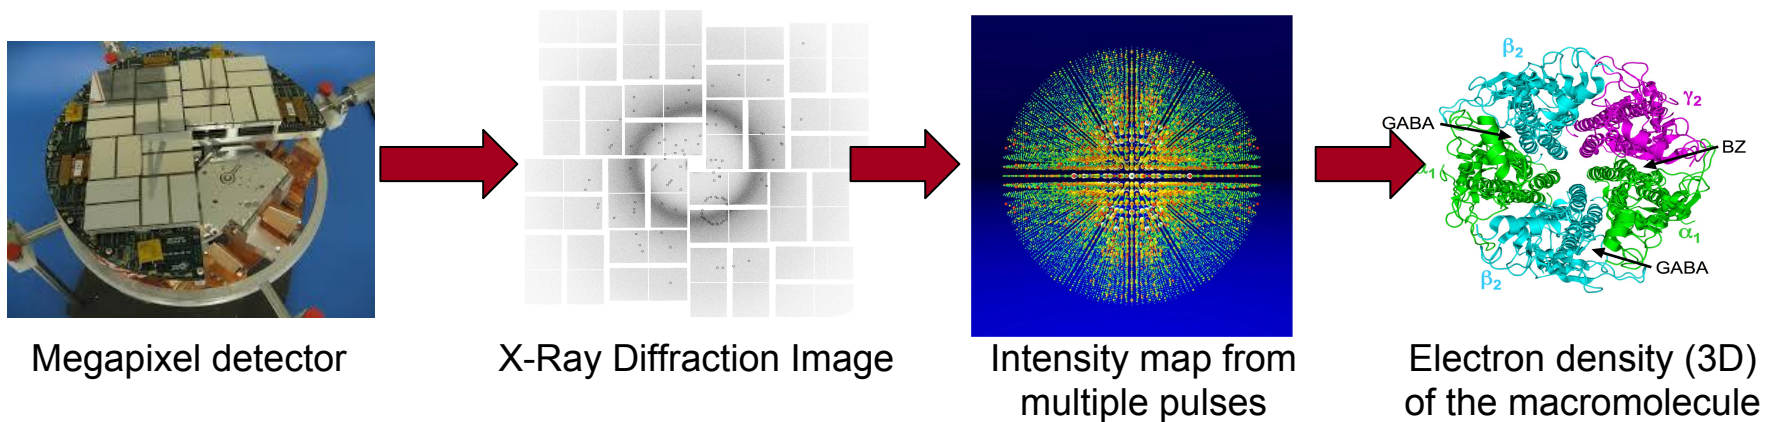 β2
γ2
GABA
BZ
α1
α1
GABA
β2
Megapixel detector
X-Ray Diffraction Image
Intensity map from
multiple pulses
Electron density (3D)
of the macromolecule